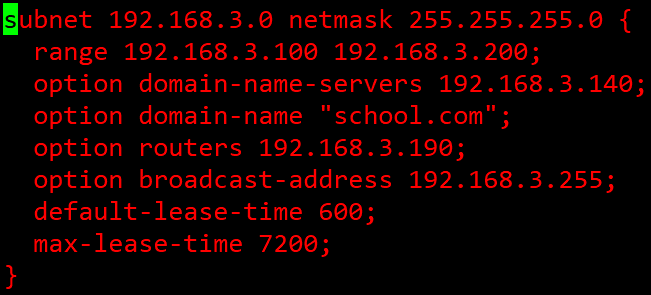 subnet 192.168.3.0 netmask 255.255.255.0 {
  range 192.168.3.100 192.168.3.200;
  option domain-name-servers 192.168.3.140;
  option domain-name "school.com";
  option routers 192.168.3.190;
  option broadcast-address 192.168.3.255;
  default-lease-time 600;
  max-lease-time 7200;
}